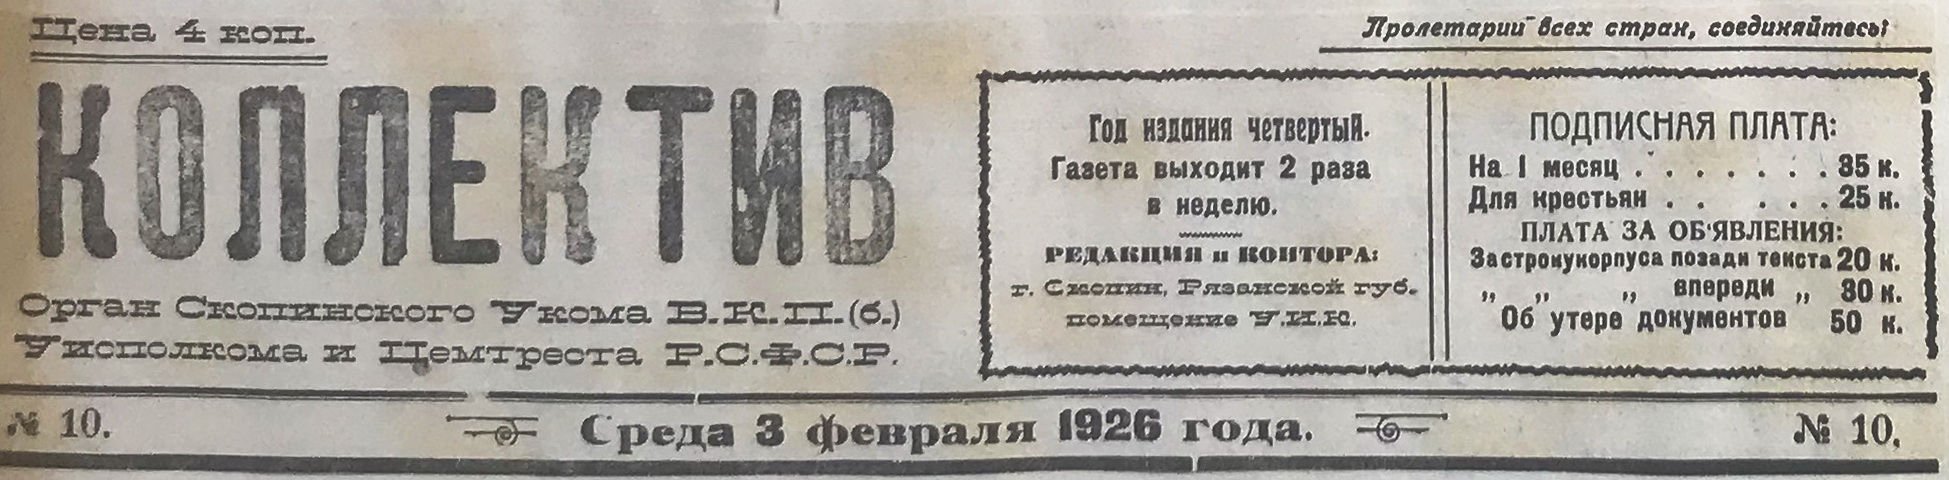 Цена 4 коп.
Пролетарии всех стран, соединяйтесь!
КОЛЛЕКТИВ
Орган Скопинского Укома В.К.П.(б.)
Уисполкома и Цемтреста Р.С.Ф.С.Р.
Год издания четвертый.
Газета выходит 2 раза
в неделю.
РЕДАКЦИЯ и КОНТОРА:
г. Скопин, Рязанской губ.
помещение У.И.К.
ПОДПИСНАЯ ПЛАТА:
На 1 месяц . . . . . . . 35 к.
Для крестьян . . . . . 25 к.
ПЛАТА ЗА ОБ'ЯВЛЕНИЯ:
За строку корпуса позади текста 20 к.
„ „ „ впереди „ 30 к.
Об утере документов 50 к.
№ 10. Среда 3 февраля 1926 года. № 10.